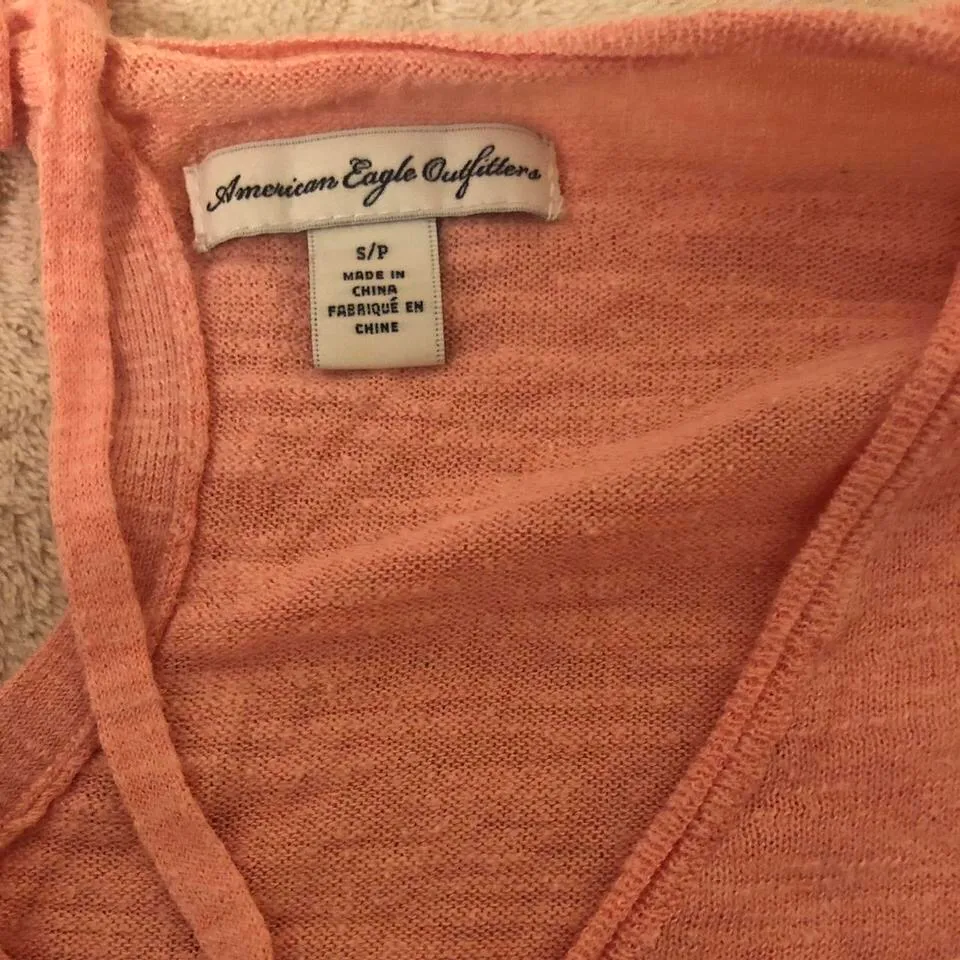 American Eagle Outfitters
S/P
MADE IN
CHINA
FABRIQUÉ EN
CHINE